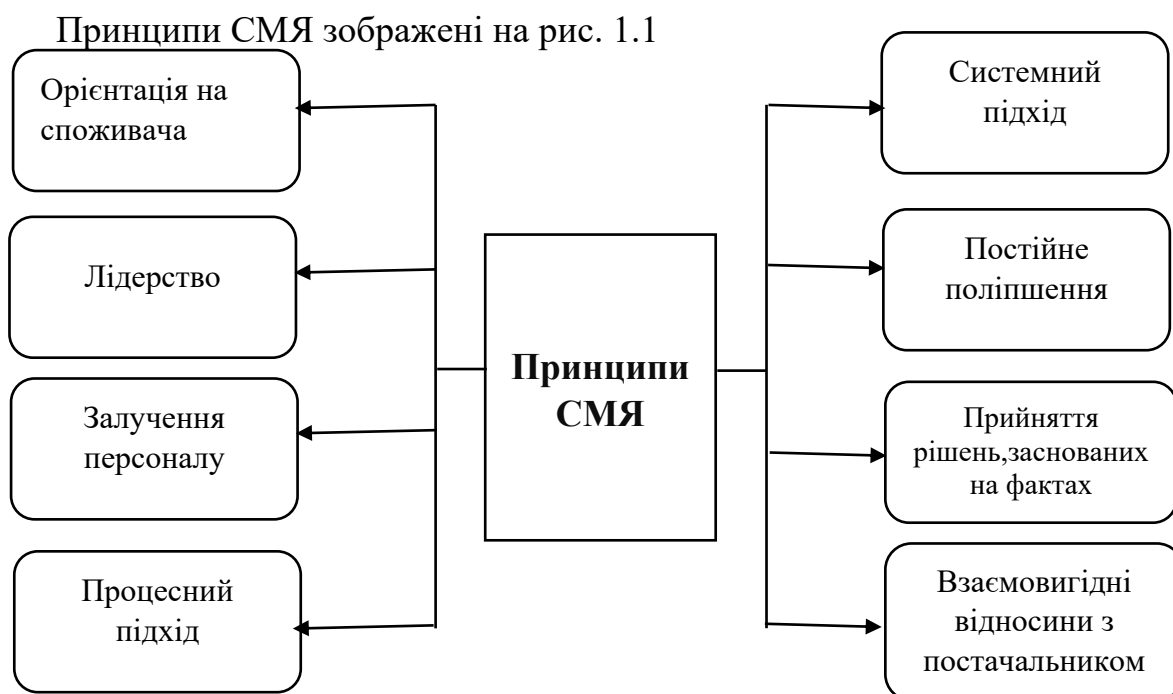 Принципи СМЯ зображені на рис. 1.1
Орієнтація на
споживача
Лідерство
Залучення
персоналу
Процесний
підхід
Принципи
СМЯ
Системний
підхід
Постійне
поліпшення
Прийняття
рішень,заснованих
на фактах
Взаємовигідні
відносини з
постачальником